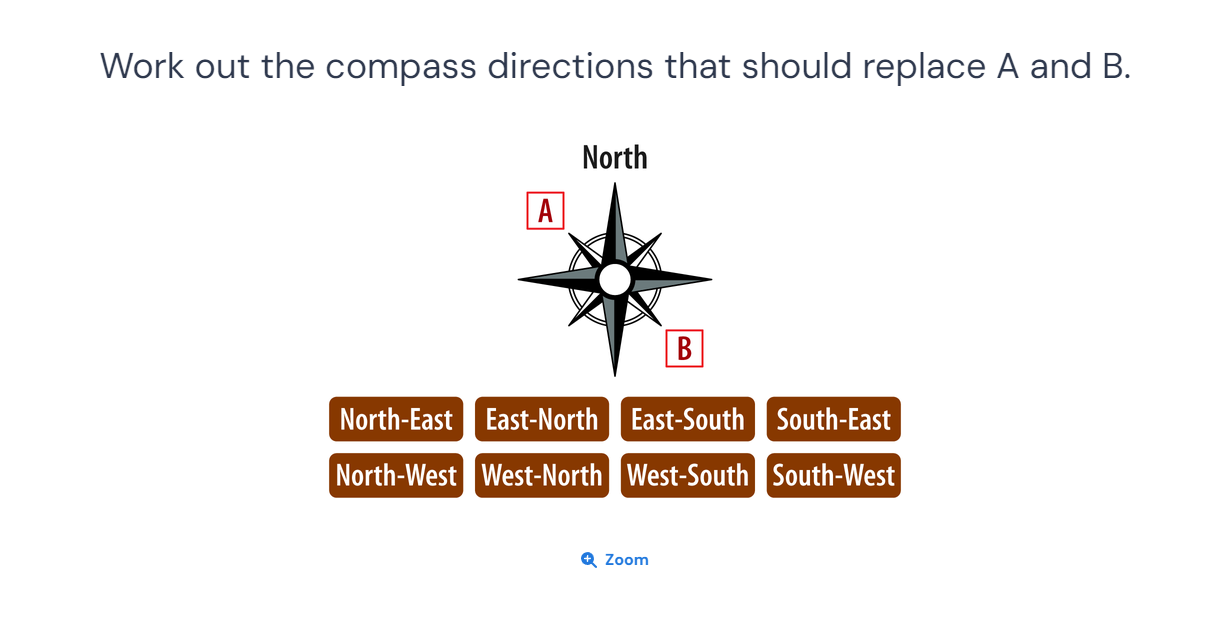 Work out the compass directions that should replace A and B.
North
A
B
North-East East-North East-South South-East
North-West West-North West-South South-West
Zoom